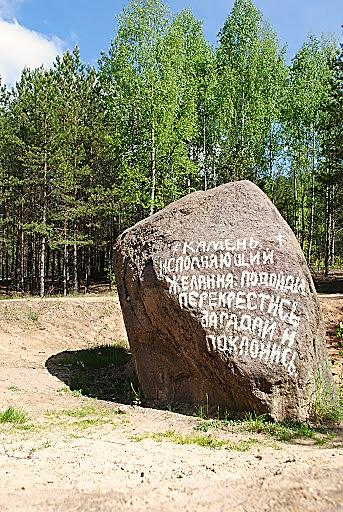 КАМЕНЬ,
ИСПОЛНЯЮЩИЙ
ЖЕЛАНИЯ: ПОДОЙДИ
ПЕРЕКРЕСТИСЬ
ЗАГАДАЙ И
ПОКЛОНИСЬ